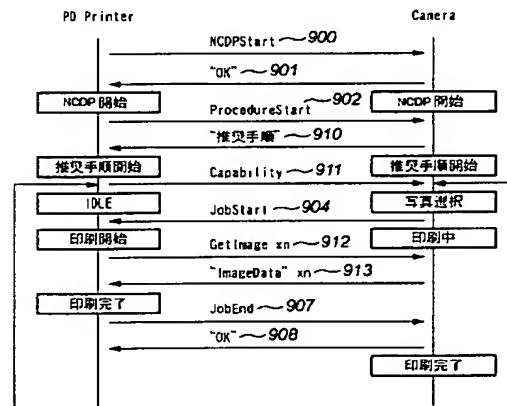 PD Printer
Camera
NCDPStart 900
"OK" 901
NCDP 開始
NCDP 開始
ProcedureStart 902
"推奨手順" 910
推奨手順開始
推奨手順開始
Capability 911
IDLE
写真選択
JobStart 904
印刷開始
印刷中
GetImage xn 912
"ImageData" xn 913
印刷完了
JobEnd 907
"OK" 908
印刷完了